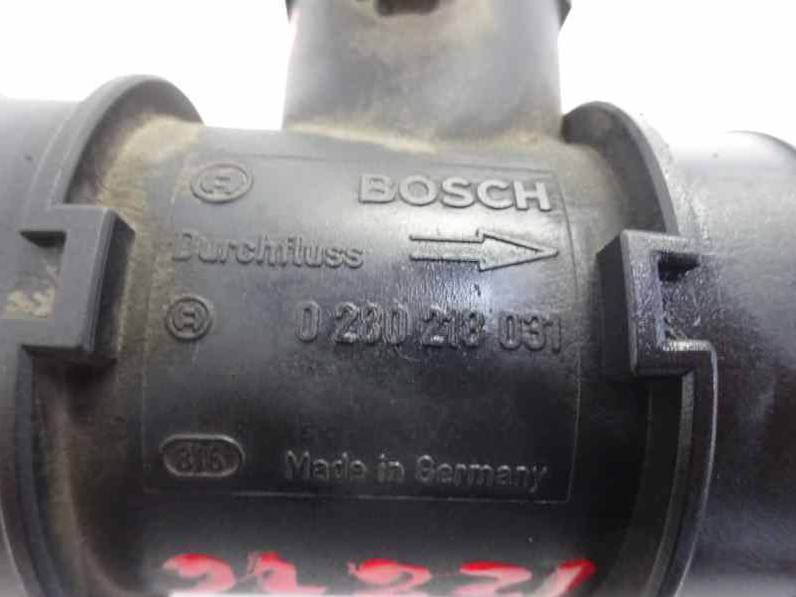 BOSCH
Durchfluss
0 280 218 031
Made in Germany